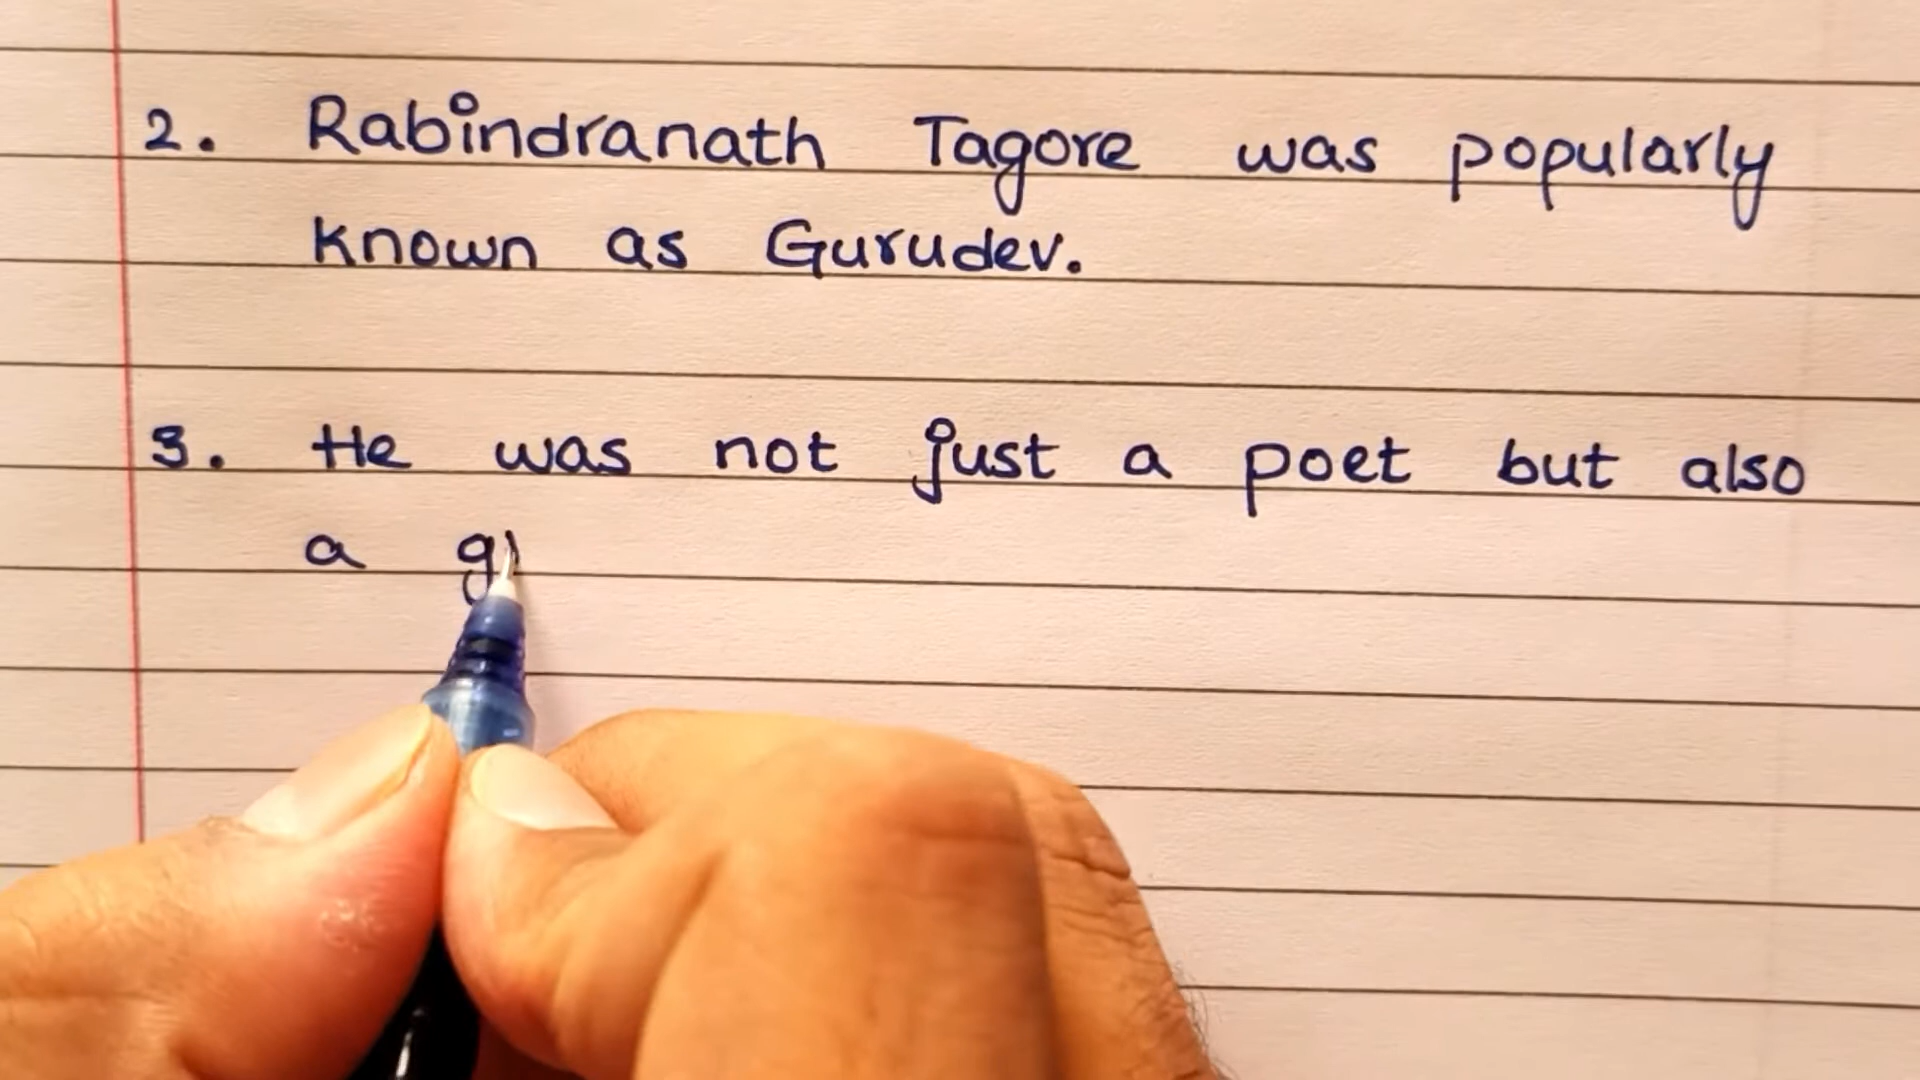 2. Rabindranath Tagore was popularly
known as Gurudev.
3. He was not just a poet but also
a